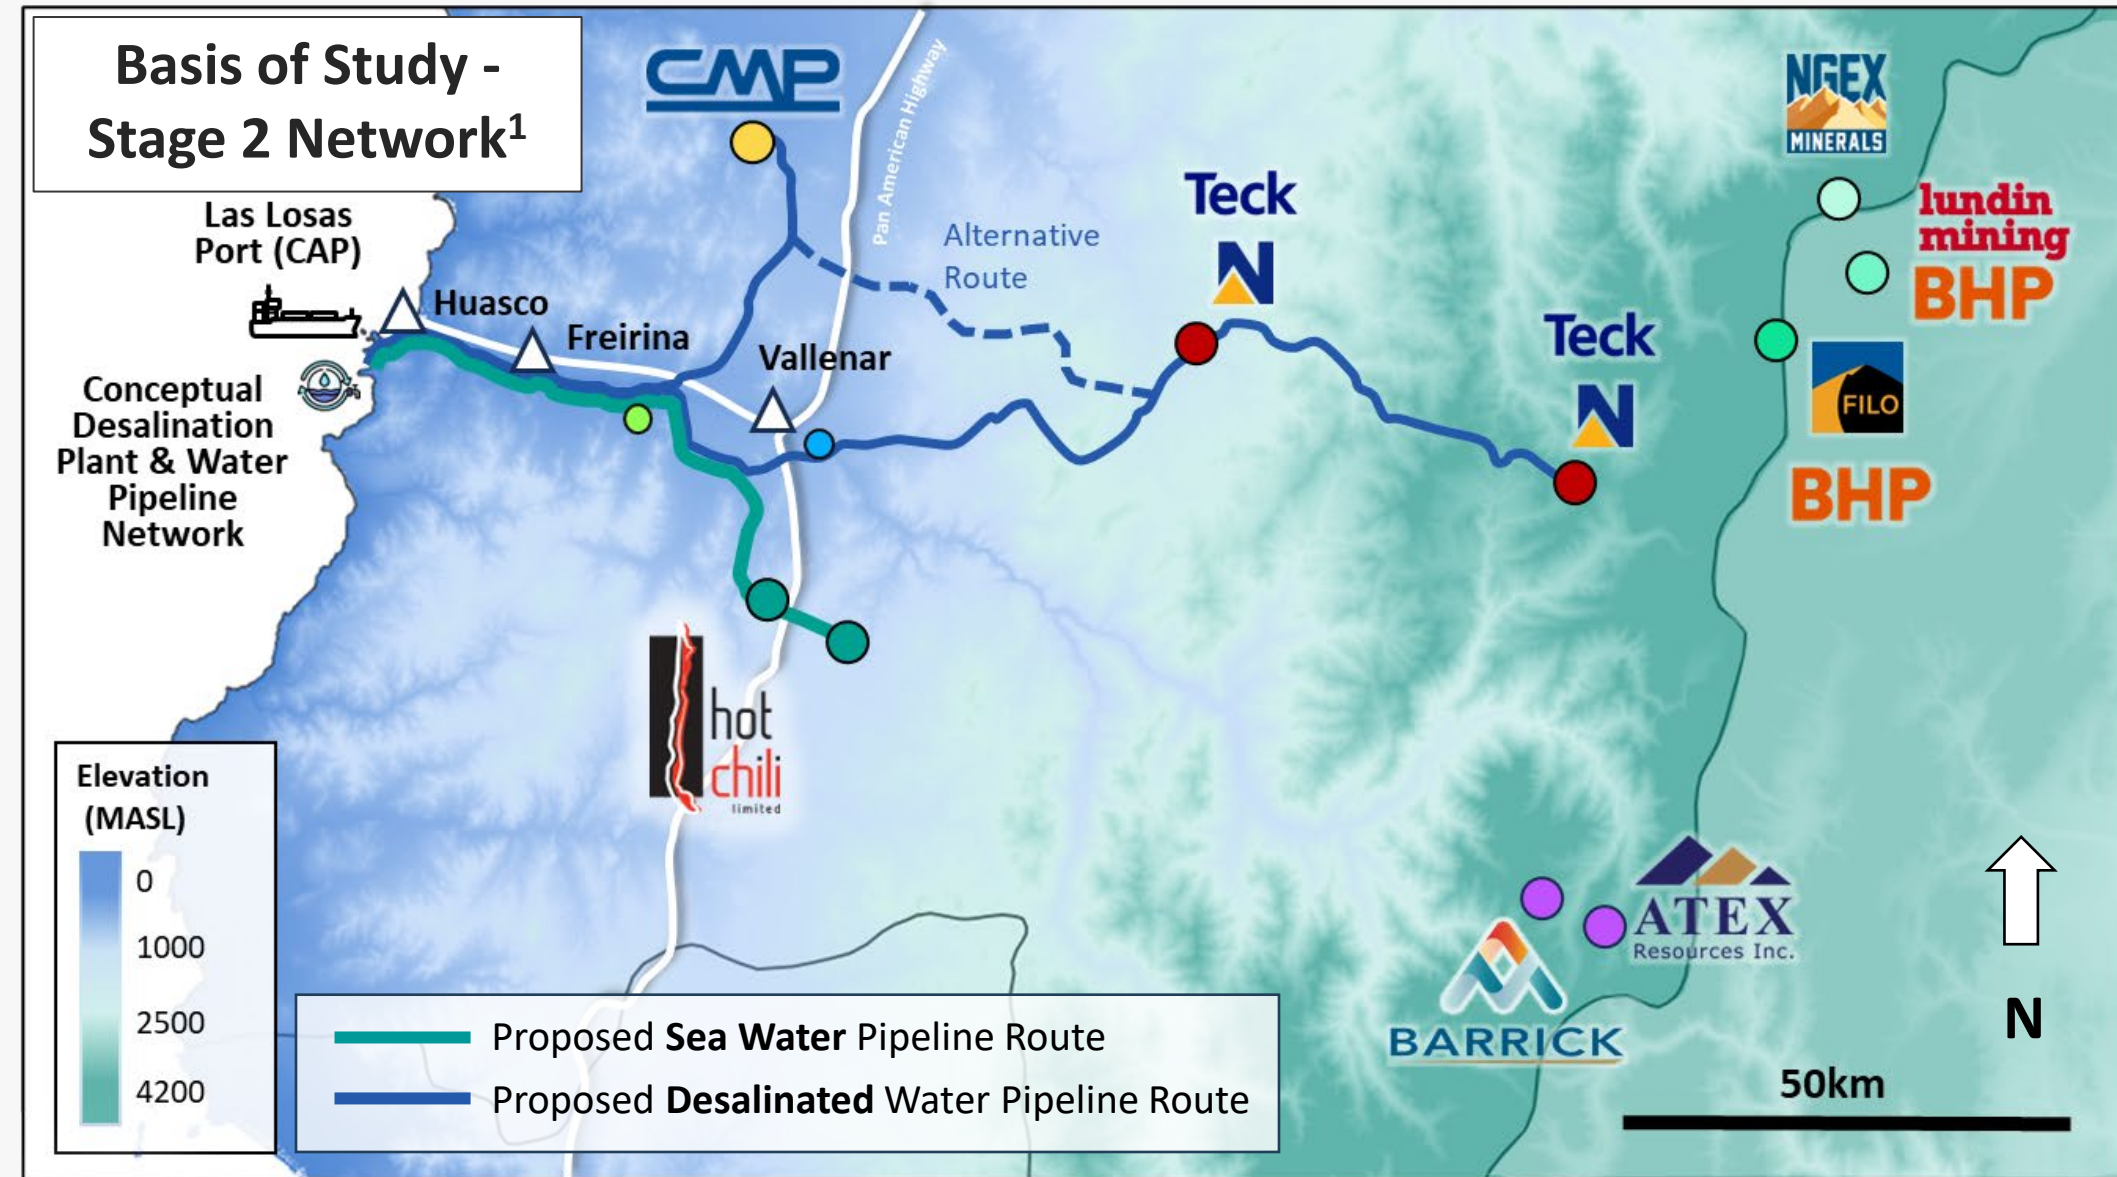 Basis of Study -
Stage 2 Network¹
CMP
Pan American Highway
NGEX
MINERALS
Las Losas
Port (CAP)
Teck
lundin
mining
BHP
Alternative
Route
Huasco
Freirina
Vallenar
Teck
FILO
BHP
Conceptual
Desalination
Plant & Water
Pipeline
Network
hot
chili
limited
Elevation
(MASL)
0
1000
2500
4200
ATEX
Resources Inc.
BARRICK
N
50km
Proposed Sea Water Pipeline Route
Proposed Desalinated Water Pipeline Route